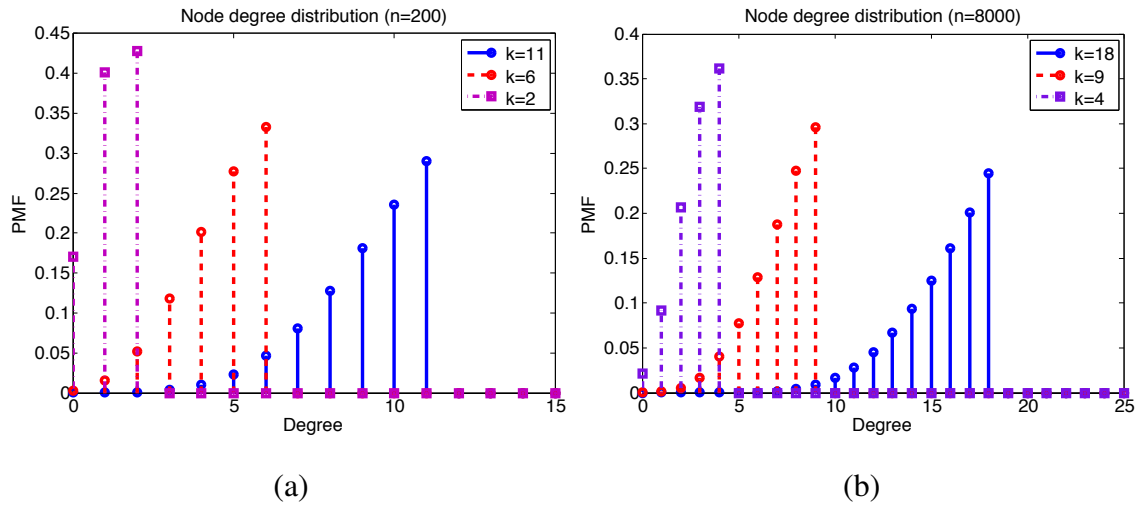 Node degree distribution (n=200)
0.45
0.4
0.35
0.3
0.25
0.2
0.15
0.1
0.05
0
PMF
k=11
k=6
k=2
0 5 10 15
Degree
(a)
Node degree distribution (n=8000)
0.4
0.35
0.3
0.25
0.2
0.15
0.1
0.05
0
PMF
k=18
k=9
k=4
0 5 10 15 20 25
Degree
(b)